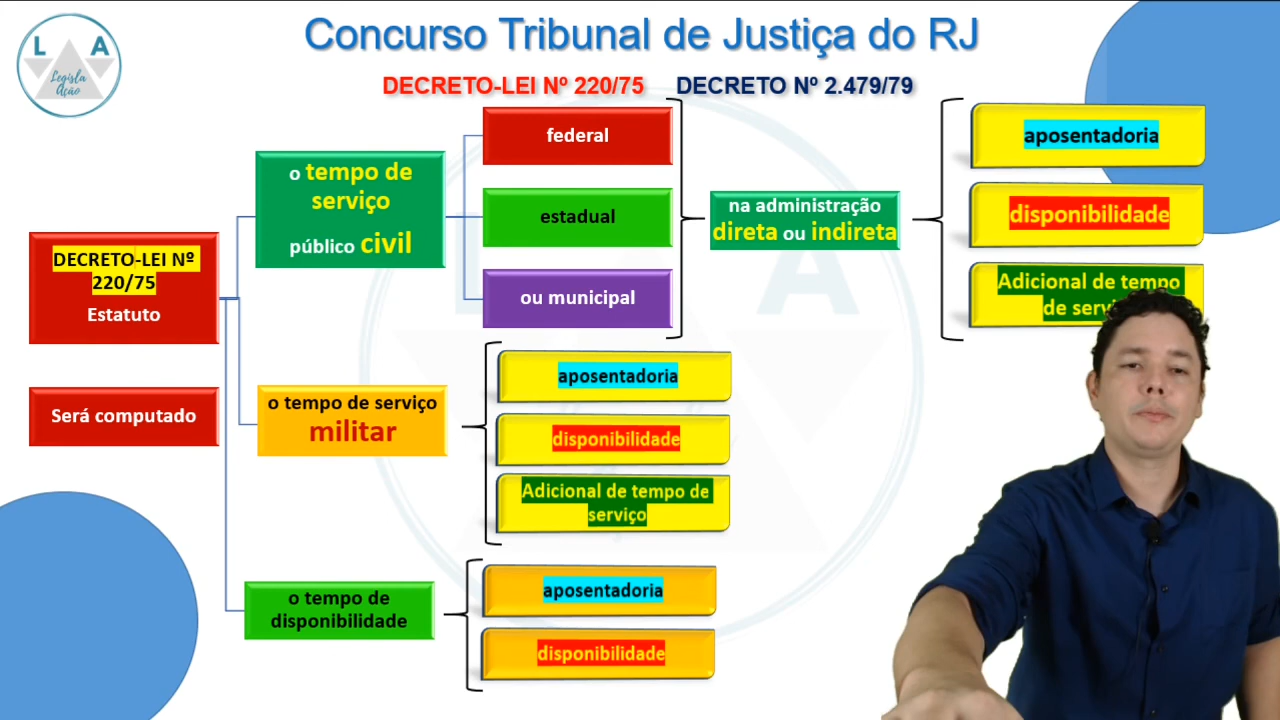 Concurso Tribunal de Justiça do RJ
L A
Legisla
Ação
DECRETO-LEI Nº 220/75 DECRETO Nº 2.479/79
DECRETO-LEI Nº
220/75
Estatuto
Será computado
o tempo de
serviço
público civil
federal
estadual
ou municipal
na administração
direta ou indireta
aposentadoria
disponibilidade
Adicional de tempo
de
o tempo de serviço
militar
aposentadoria
disponibilidade
Adicional de tempo de
serviço
o tempo de
disponibilidade
aposentadoria
disponibilidade
L A